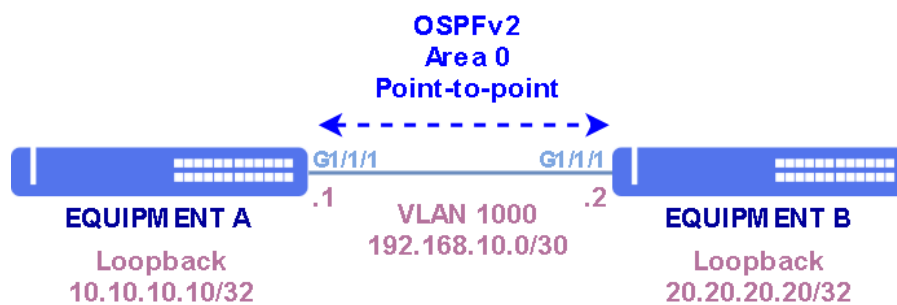 OSPFv2
Area 0
Point-to-point
G1/1/1
G1/1/1
.1
VLAN 1000
.2
192.168.10.0/30
EQUIPMENT A
Loopback
10.10.10.10/32
EQUIPMENT B
Loopback
20.20.20.20/32